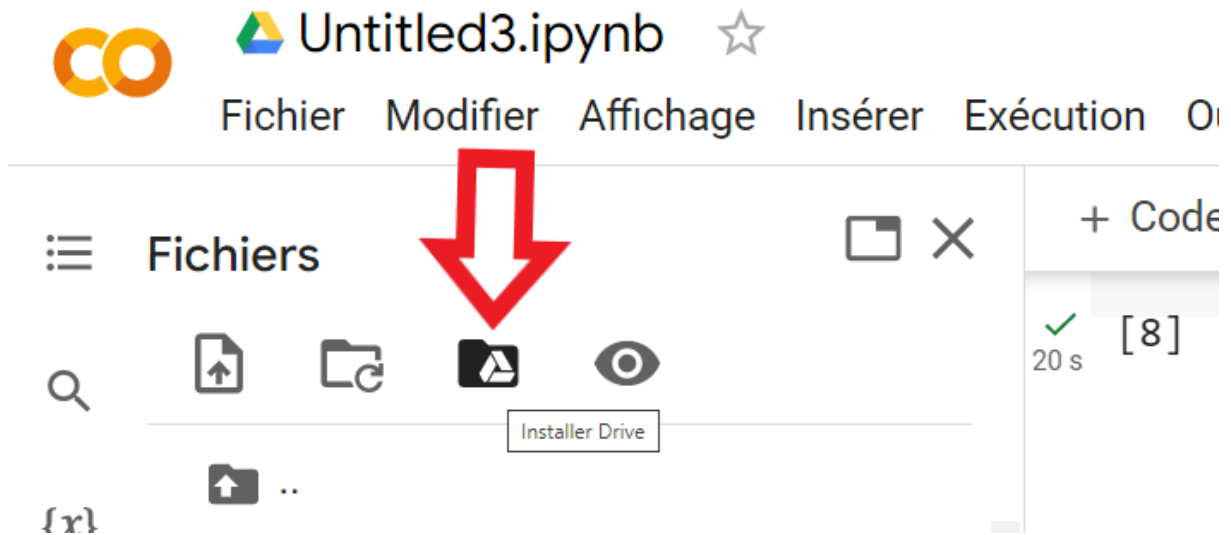 Untitled3.ipynb
Fichier Modifier Affichage Insérer Exécution
Fichiers
+ Code
[8]
20 s
Installer Drive
..
{x}